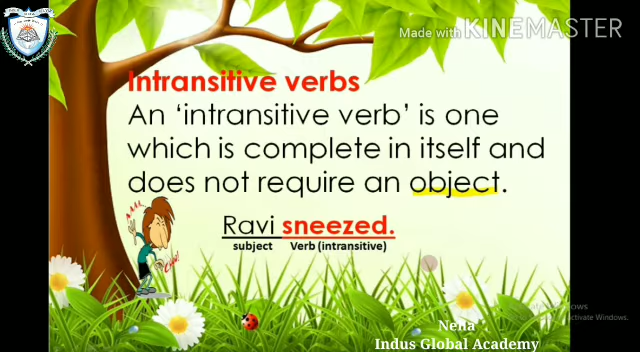 Made with KINEMASTER
Intransitive verbs
An ‘intransitive verb’ is one
which is complete in itself and
does not require an object.
Ravi sneezed.
subject Verb (intransitive)
Neha
Indus Global Academy